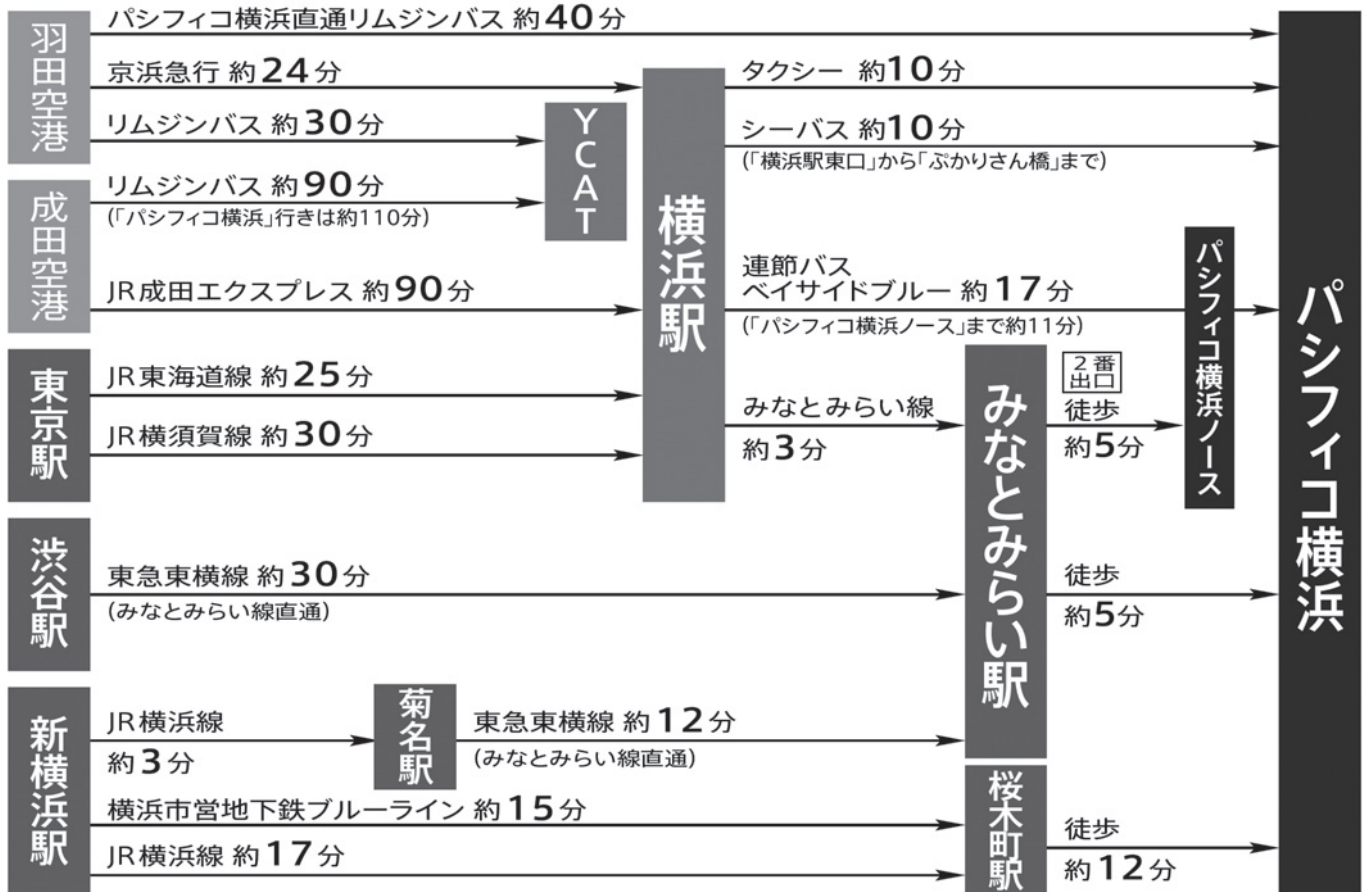 羽田空港
パシフィコ横浜直通リムジンバス 約40分
京浜急行 約24分
リムジンバス 約30分
成田空港
リムジンバス 約90分
(「パシフィコ横浜」行きは約110分)
JR成田エクスプレス 約90分
YCAT
東京駅
JR東海道線 約25分
JR横須賀線 約30分
横浜駅
タクシー 約10分
シーバス 約10分
(「横浜駅東口」から「ぷかりさん橋」まで)
連節バス
ベイサイドブルー 約17分
(「パシフィコ横浜ノース」まで約11分)
みなとみらい線
約3分
渋谷駅
東急東横線 約30分
(みなとみらい線直通)
みなとみらい駅
2番
出口
徒歩
約5分
パシフィコ横浜ノース
徒歩
約5分
新横浜駅
JR横浜線
約3分
菊名駅
東急東横線 約12分
(みなとみらい線直通)
横浜市営地下鉄ブルーライン 約15分
JR横浜線 約17分
桜木町駅
徒歩
約12分
パシフィコ横浜